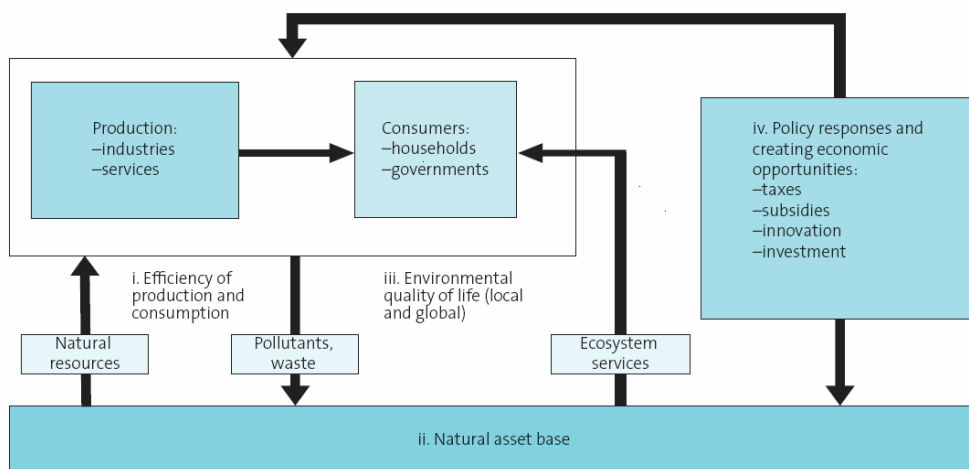 Production:
–industries
–services
Consumers:
–households
–governments
iv. Policy responses and
creating economic
opportunities:
–taxes
–subsidies
–innovation
–investment
i. Efficiency of
production and
consumption
iii. Environmental
quality of life (local
and global)
Natural
resources
Pollutants,
waste
Ecosystem
services
ii. Natural asset base